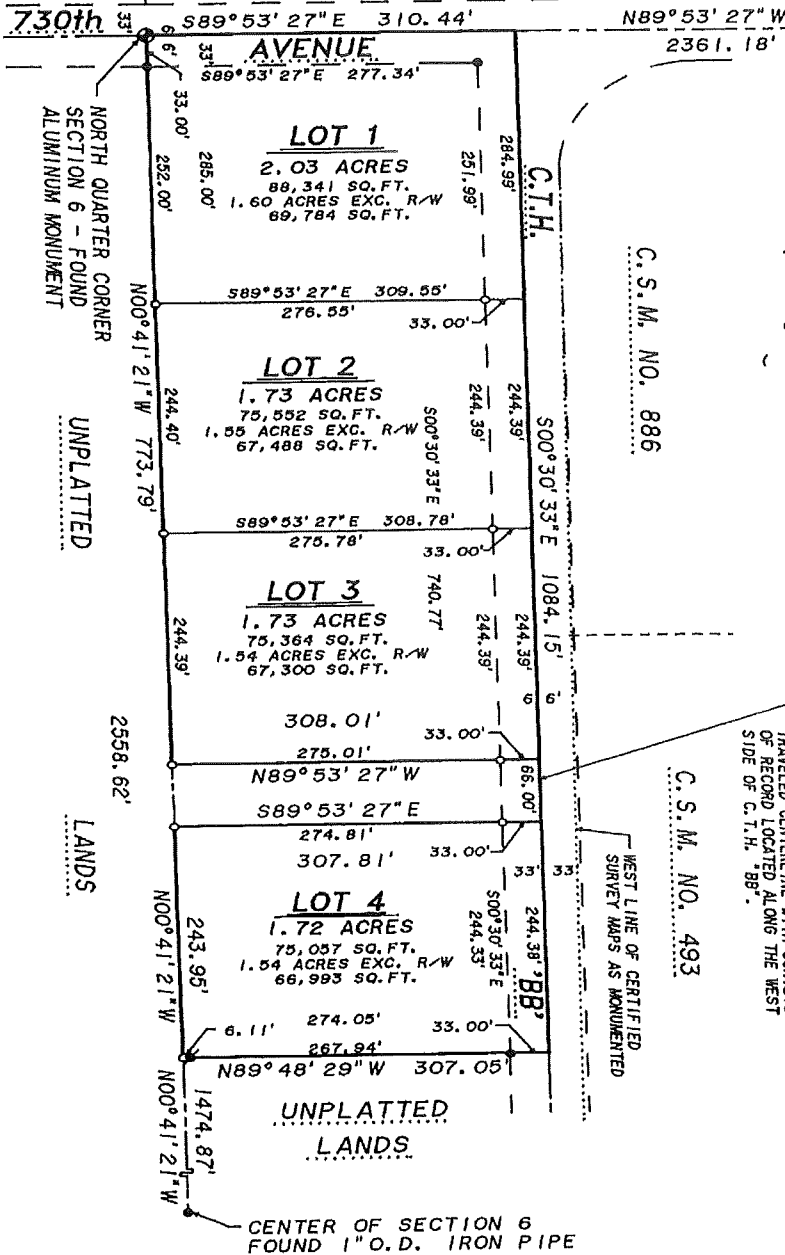 730th
33'
S89°53'27"E 310.44'
N89°53'27"W
2361.18'
66'
33'
AVENUE
S89°53'27"E 277.34'
33.00'
NORTH QUARTER CORNER
SECTION 6 - FOUND
ALUMINUM MONUMENT
252.00'
285.00'
LOT 1
2.03 ACRES
88,341 SQ.FT.
1.60 ACRES EXC. R/W
69,784 SQ.FT.
251.99'
284.99'
C.T.H.
C.S.M. NO. 886
S89°53'27"E 309.55'
276.55'
33.00'
N00°41'21"W 773.79'
244.40'
LOT 2
1.73 ACRES
75,552 SQ.FT.
1.55 ACRES EXC. R/W
67,488 SQ.FT.
S00°30'33"E 740.77'
244.39'
244.39'
S00°30'33"E 1084.15'
UNPLATTED LANDS
S89°53'27"E 308.78'
275.78'
33.00'
244.39'
LOT 3
1.73 ACRES
75,364 SQ.FT.
1.54 ACRES EXC. R/W
67,300 SQ.FT.
244.39'
244.39'
66'
308.01'
275.01'
33.00'
N89°53'27"W
66.00'
2558.62'
S89°53'27"E
274.81'
33.00'
307.81'
33' 33'
C.S.M. NO. 493
OF RECORD LOCATED ALONG THE WEST
SIDE OF C.T.H. "BB".
WEST LINE OF CERTIFIED
SURVEY MAPS AS MONUMENTED
243.95'
N00°41'21"W
LOT 4
1.72 ACRES
75,057 SQ.FT.
1.54 ACRES EXC. R/W
66,993 SQ.FT.
S00°30'33"E
244.33'
244.38'
"BB"
6.11'
274.05'
33.00'
267.94'
N89°48'29"W 307.05'
1474.87'
N00°41'21"W
UNPLATTED
LANDS
CENTER OF SECTION 6
FOUND 1"O.D. IRON PIPE